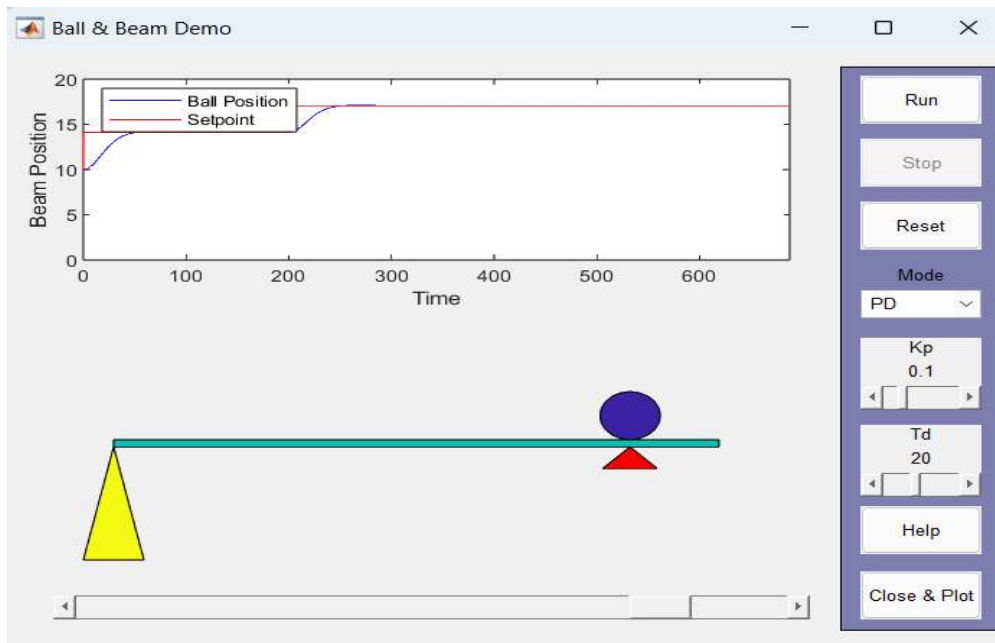 Ball & Beam Demo
20
15
10
5
0
Beam Position
Ball Position
Setpoint
0 100 200 300 400 500 600
Time
Run
Stop
Reset
Mode
PD
Kp
0.1
Td
20
Help
Close & Plot